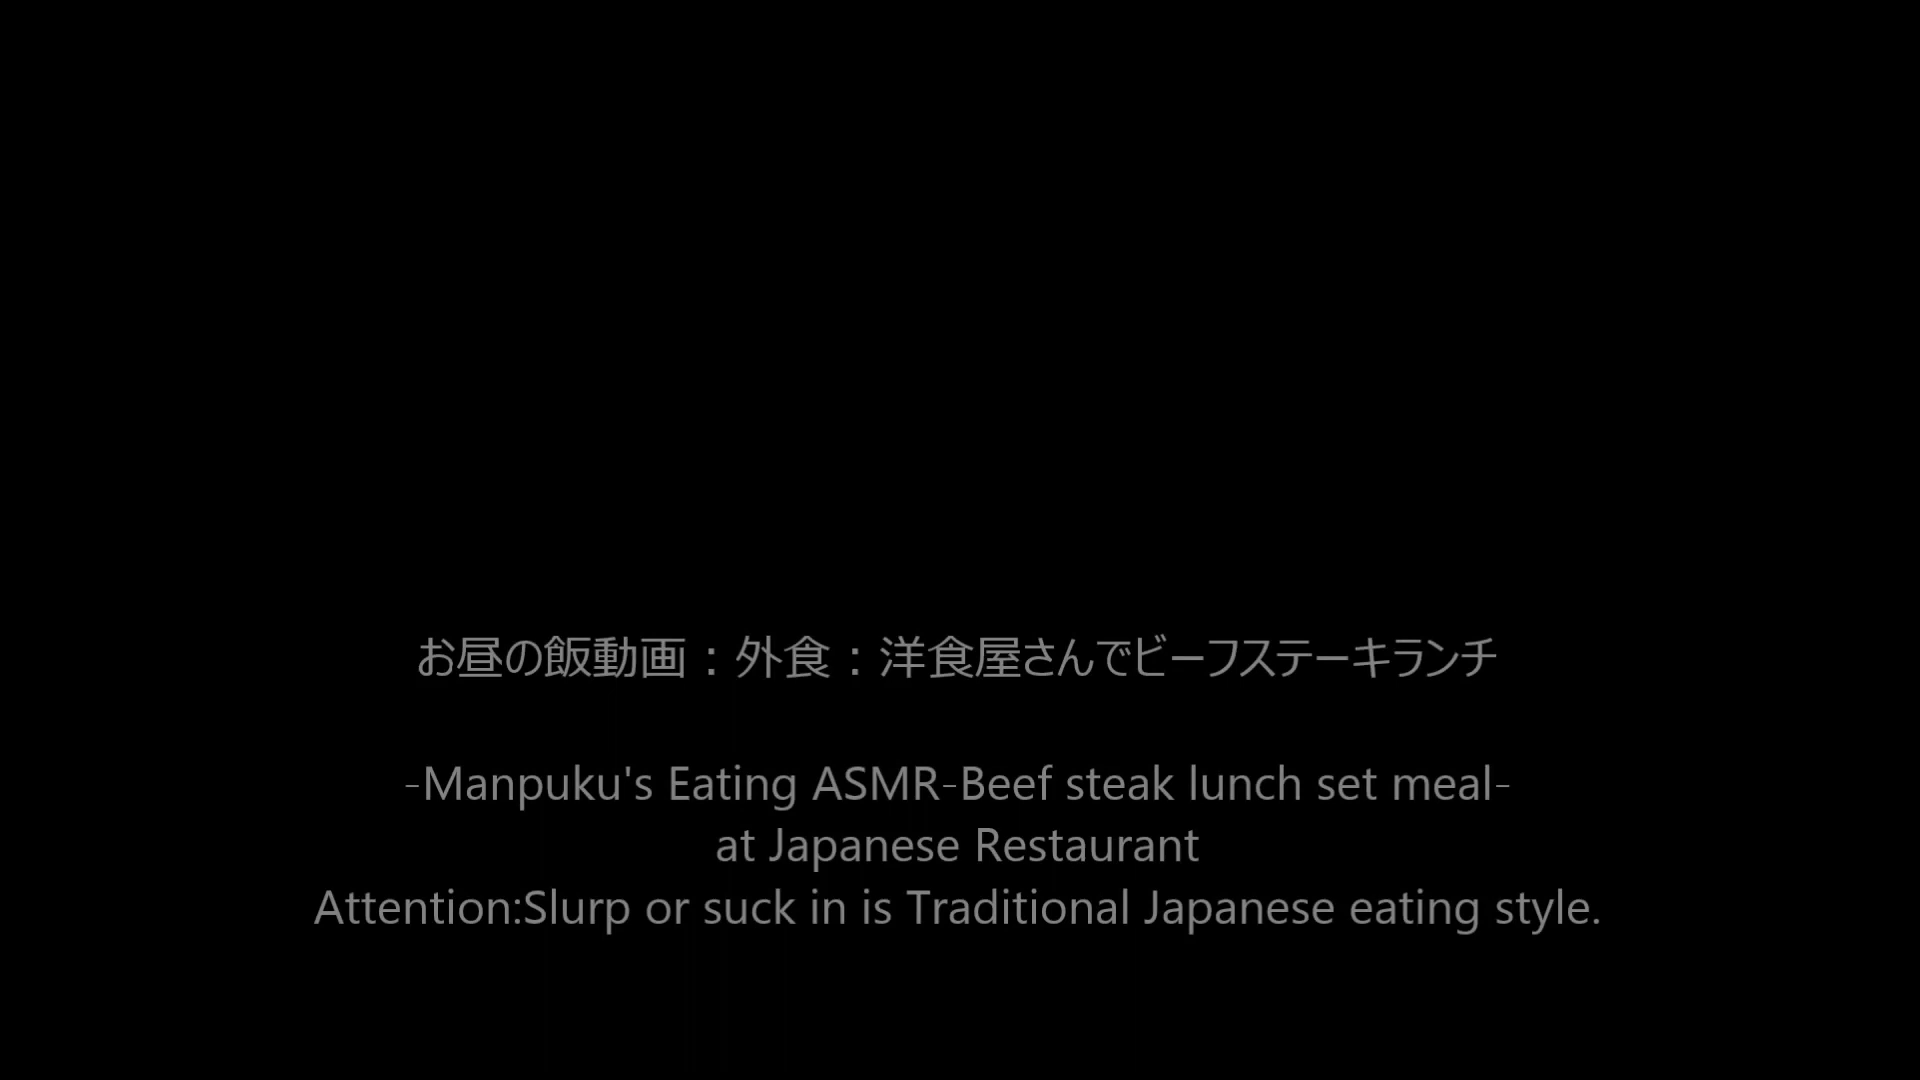 お昼の飯動画：外食：洋食屋さんでビーフステーキランチ
-Manpuku's Eating ASMR-Beef steak lunch set meal-
at Japanese Restaurant
Attention:Slurp or suck in is Traditional Japanese eating style.